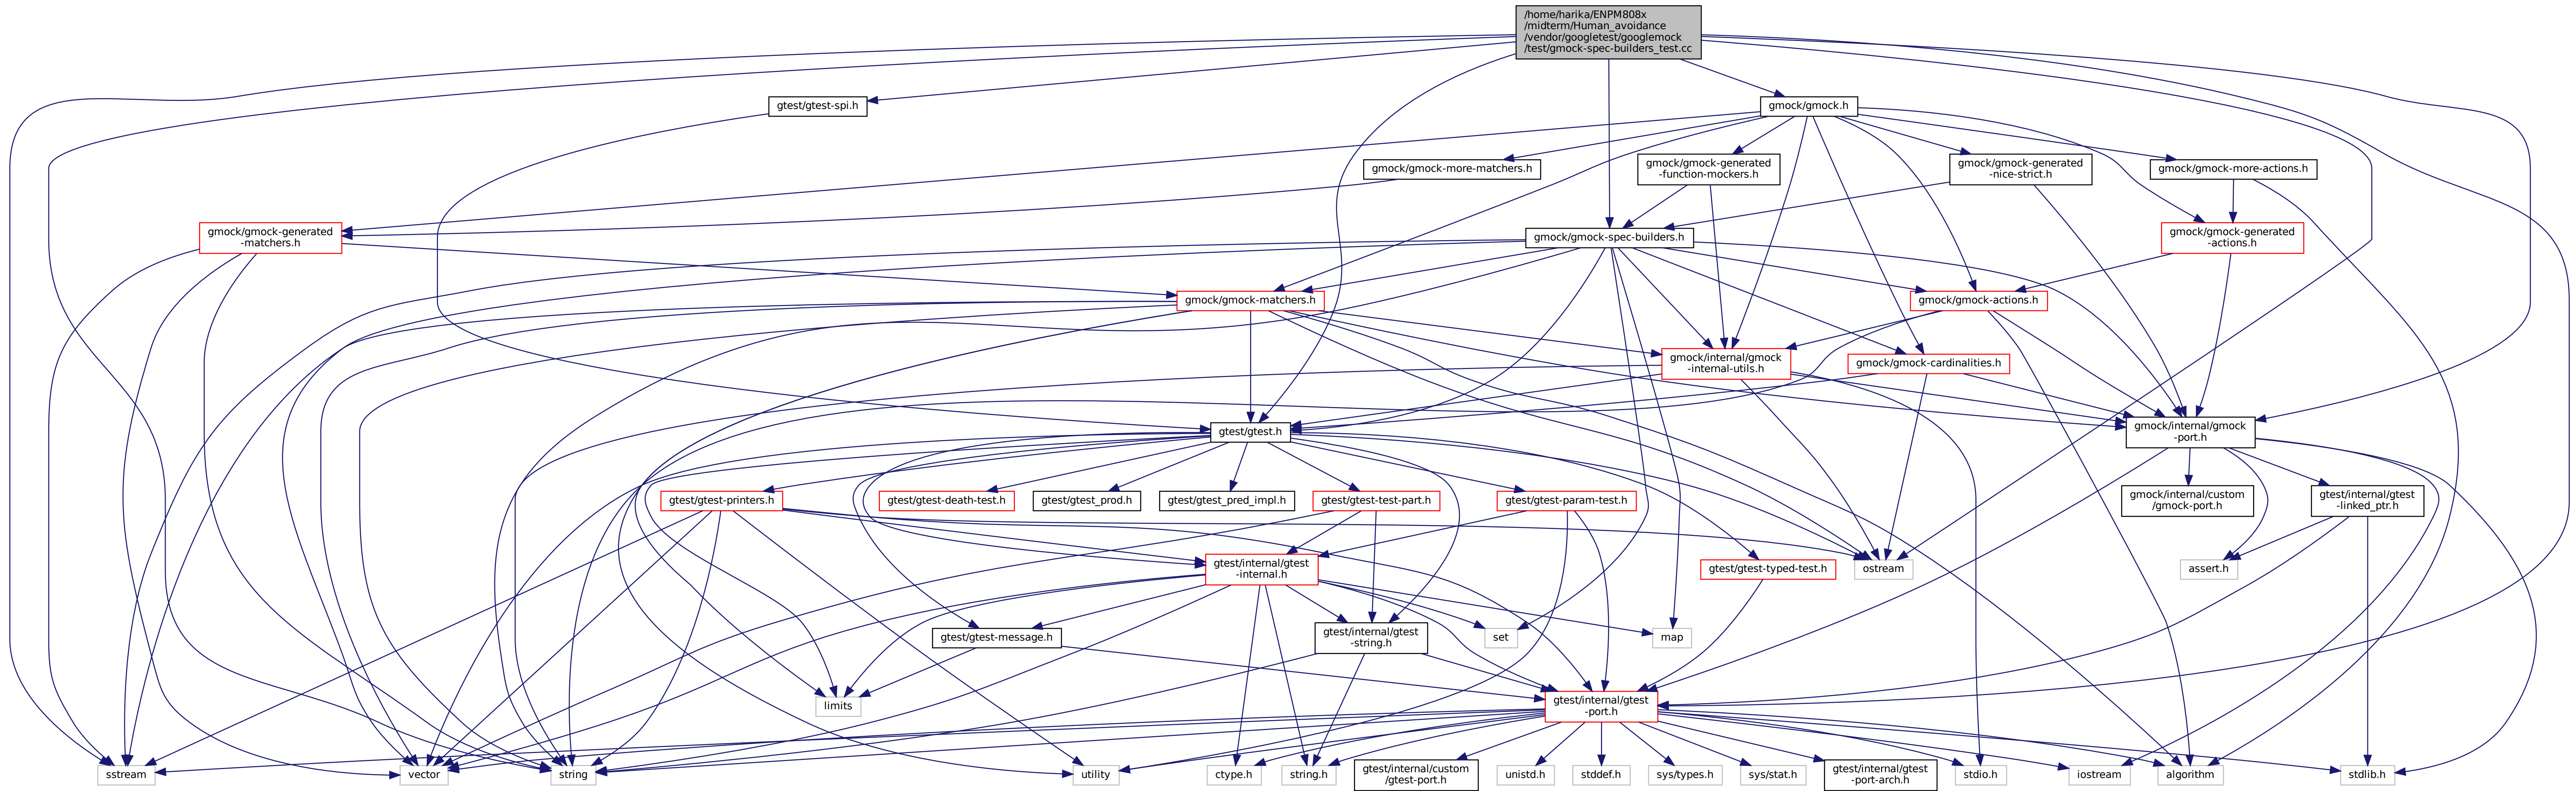 /home/harika/ENPM808x
/midterm/Human_avoidance
/vendor/googletest/googlemock
/test/gmock-spec-builders_test.cc
gtest/gtest-spi.h
gmock/gmock.h
gmock/gmock-more-matchers.h
gmock/gmock-generated
-function-mockers.h
gmock/gmock-generated
-nice-strict.h
gmock/gmock-more-actions.h
gmock/gmock-generated
-matchers.h
gmock/gmock-spec-builders.h
gmock/gmock-generated
-actions.h
gmock/gmock-matchers.h
gmock/gmock-actions.h
gmock/internal/gmock
-internal-utils.h
gmock/gmock-cardinalities.h
gtest/gtest.h
gmock/internal/gmock
-port.h
gtest/gtest-printers.h
gtest/gtest-death-test.h
gtest/gtest_prod.h
gtest/gtest_pred_impl.h
gtest/gtest-test-part.h
gtest/gtest-param-test.h
gmock/internal/custom
/gmock-port.h
gtest/internal/gtest
-linked_ptr.h
gtest/internal/gtest
-internal.h
gtest/gtest-typed-test.h
ostream
assert.h
gtest/gtest-message.h
gtest/internal/gtest
-string.h
set
map
limits
gtest/internal/gtest
-port.h
sstream
vector
string
utility
ctype.h
string.h
gtest/internal/custom
/gtest-port.h
unistd.h
stddef.h
sys/types.h
sys/stat.h
gtest/internal/gtest
-port-arch.h
stdio.h
iostream
algorithm
stdlib.h